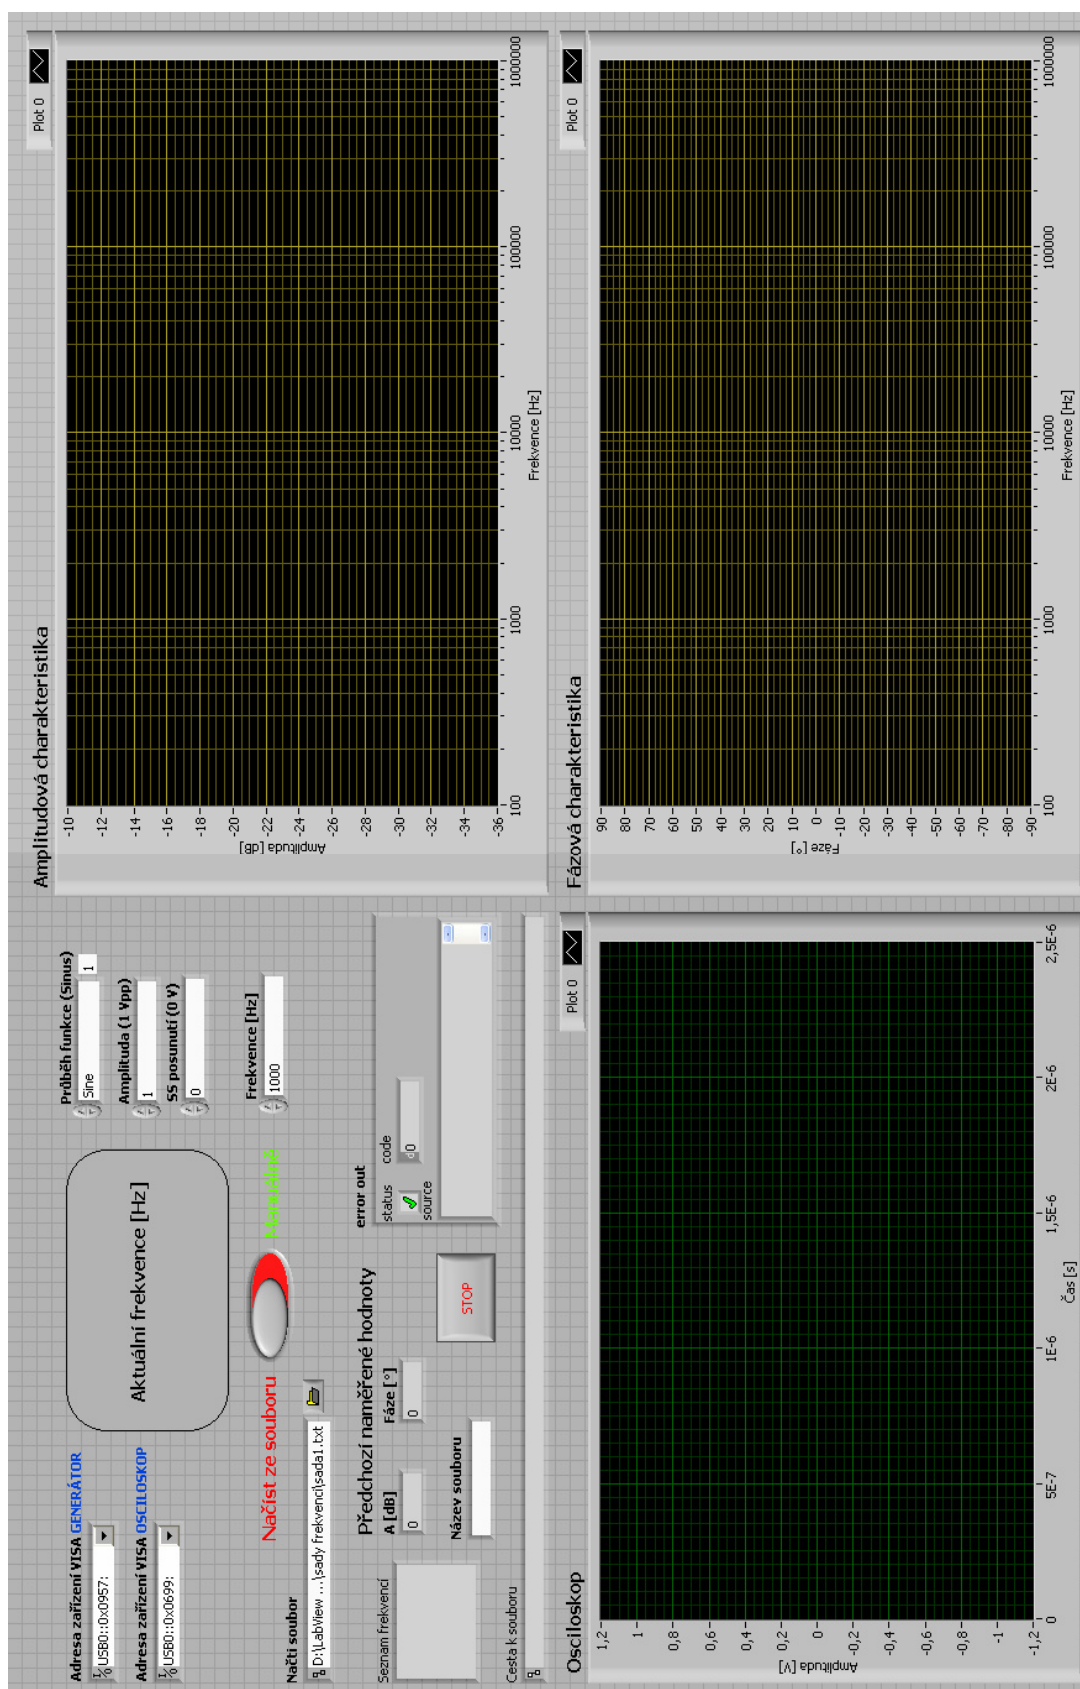 Adresa zařízení VISA GENERÁTOR
USB0::0x0957:
Adresa zařízení VISA OSCILOSKOP
USB0::0x0699:
Aktuální frekvence [Hz]
Průběh funkce (Sinus)
Sine 1
Amplituda (1 Vpp)
1
SS posunutí (0 V)
0
Načíst ze souboru
Manuálně
Frekvence [Hz]
1000
Načti soubor
D:\LabView ...\sady frekvencí\sada1.txt
Předchozí naměřené hodnoty
Seznam frekvencí
A [dB]
0
Fáze [°]
0
Název souboru
STOP
error out
status
code
d0
source
Cesta k souboru
Amplitudová charakteristika
Plot 0
Amplituda [dB]
-10
-12
-14
-16
-18
-20
-22
-24
-26
-28
-30
-32
-34
-36
100 1000 10000 100000 1000000
Frekvence [Hz]
Osciloskop
Plot 0
Amplituda [V]
1,2
1
0,8
0,6
0,4
0,2
0
-0,2
-0,4
-0,6
-0,8
-1
-1,2
0 5E-7 1E-6 1,5E-6 2E-6 2,5E-6
Čas [s]
Fázová charakteristika
Plot 0
Fáze [°]
90
80
70
60
50
40
30
20
10
0
-10
-20
-30
-40
-50
-60
-70
-80
-90
100 1000 10000 100000 1000000
Frekvence [Hz]